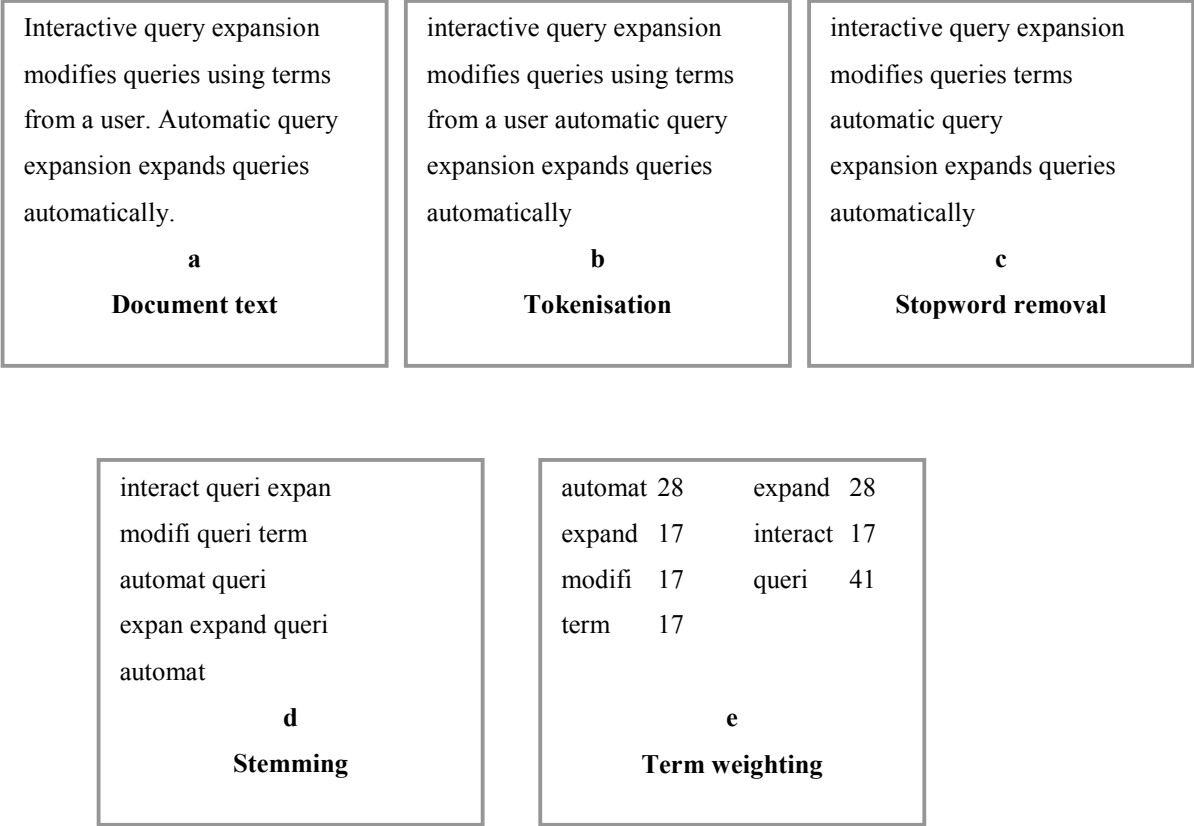 Interactive query expansion
modifies queries using terms
from a user. Automatic query
expansion expands queries
automatically.
a
Document text
interactive query expansion
modifies queries using terms
from a user automatic query
expansion expands queries
automatically
b
Tokenisation
interactive query expansion
modifies queries terms
automatic query
expansion expands queries
automatically
c
Stopword removal
interact queri expan
modifi queri term
automat queri
expan expand queri
automat
d
Stemming
automat 28 expand 28
expand 17 interact 17
modifi 17 queri 41
term 17
e
Term weighting